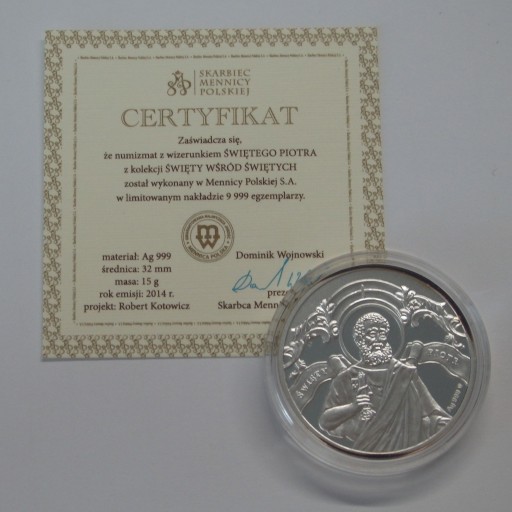 SKARBIEC
MENNICY
POLSKIEJ
CERTYFIKAT
Zaświadcza się,
że numizmat z wizerunkiem ŚWIĘTEGO PIOTRA
z kolekcji ŚWIĘTY WŚRÓD ŚWIĘTYCH
został wykonany w Mennicy Polskiej S.A.
w limitowanym nakładzie 9 999 egzemplarzy.
MENNICA POLSKA
materiał: Ag 999
średnica: 32 mm
masa: 15 g
rok emisji: 2014 r.
projekt: Robert Kotowicz
Dominik Wojnowski
Skarbca
ŚWIĘTY PIOTR